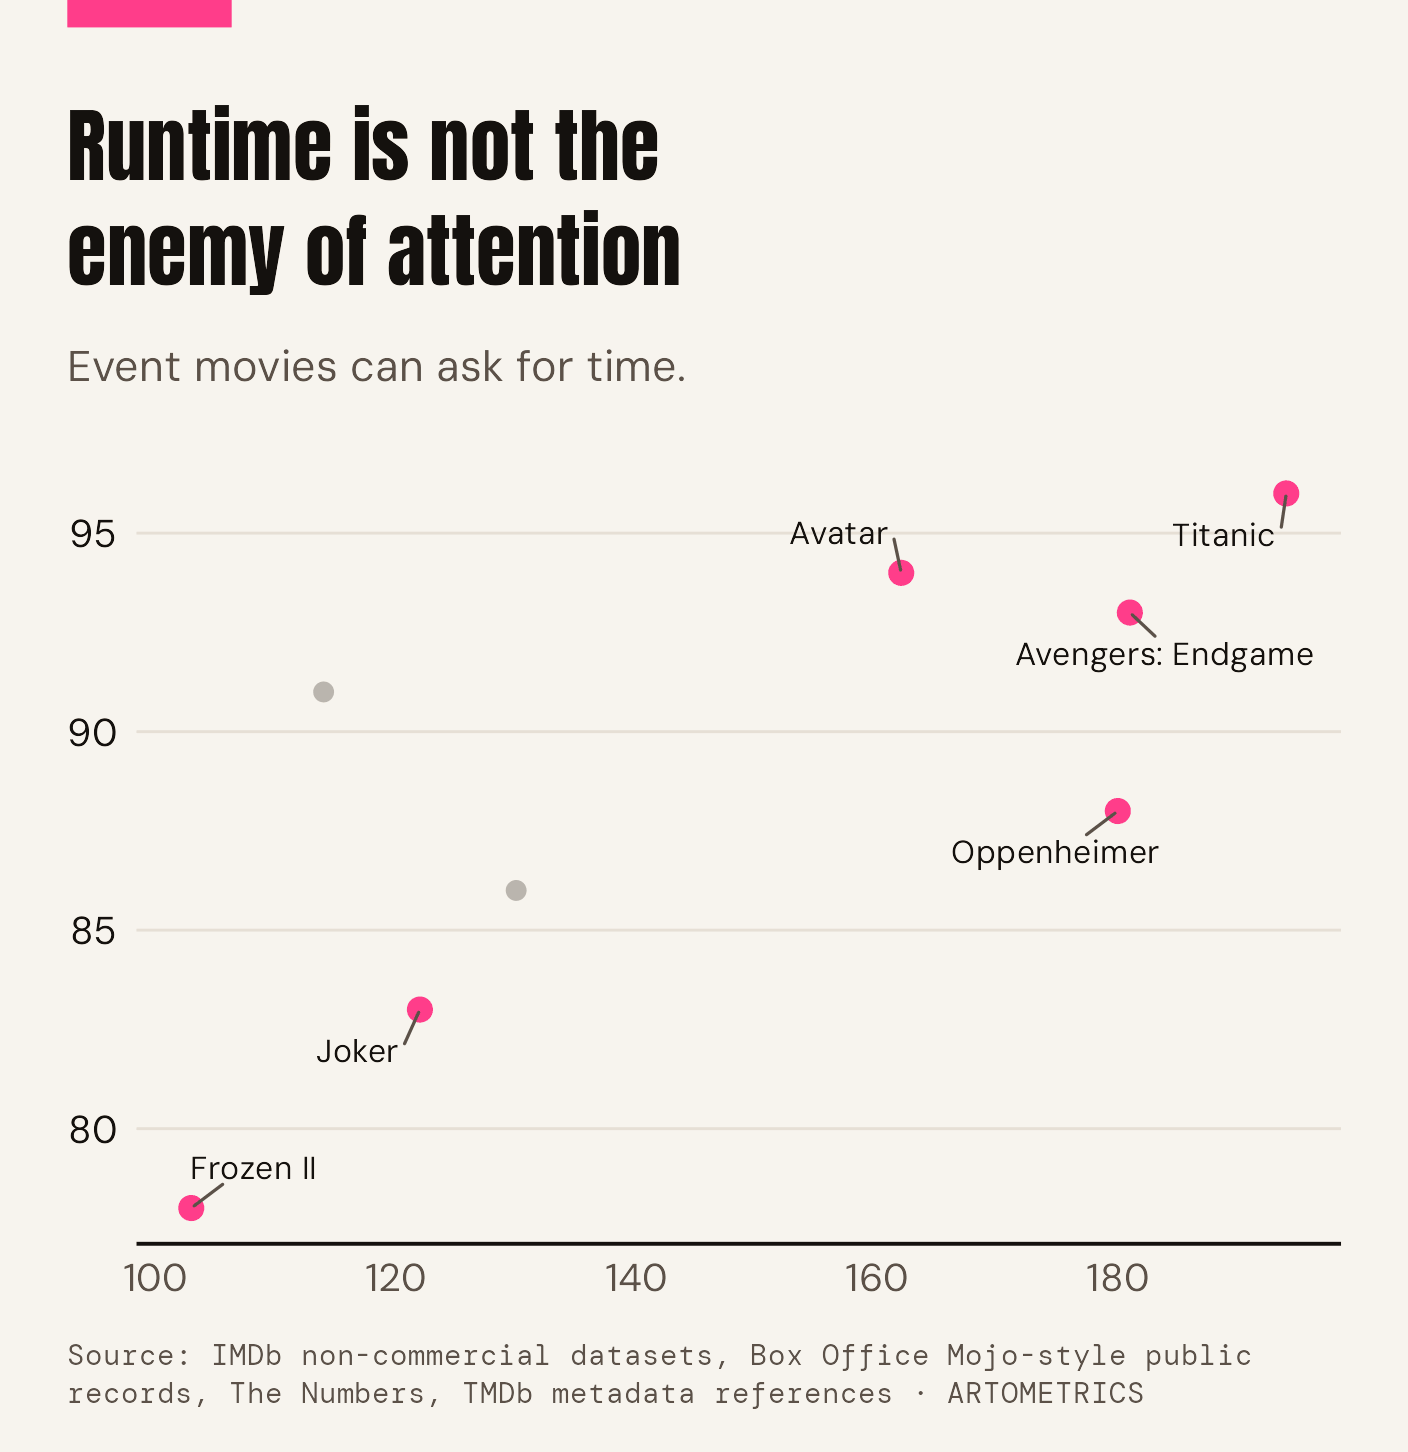 Runtime is not the
enemy of attention
Event movies can ask for time.
95
Avatar
Titanic
Avengers: Endgame
90
Oppenheimer
85
Joker
80
Frozen II
100 120 140 160 180
Source: IMDb non-commercial datasets, Box Office Mojo-style public
records, The Numbers, TMDb metadata references · ARTOMETRICS